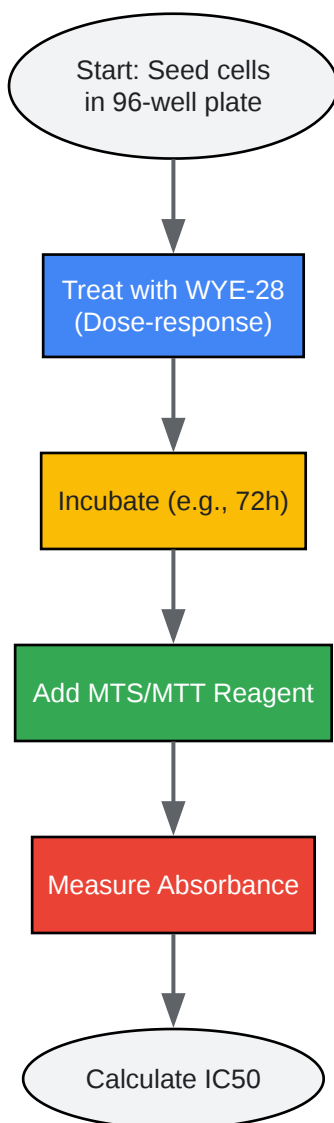 Start: Seed cells
in 96-well plate
Treat with WYE-28
(Dose-response)
Incubate (e.g., 72h)
Add MTS/MTT Reagent
Measure Absorbance
Calculate IC50